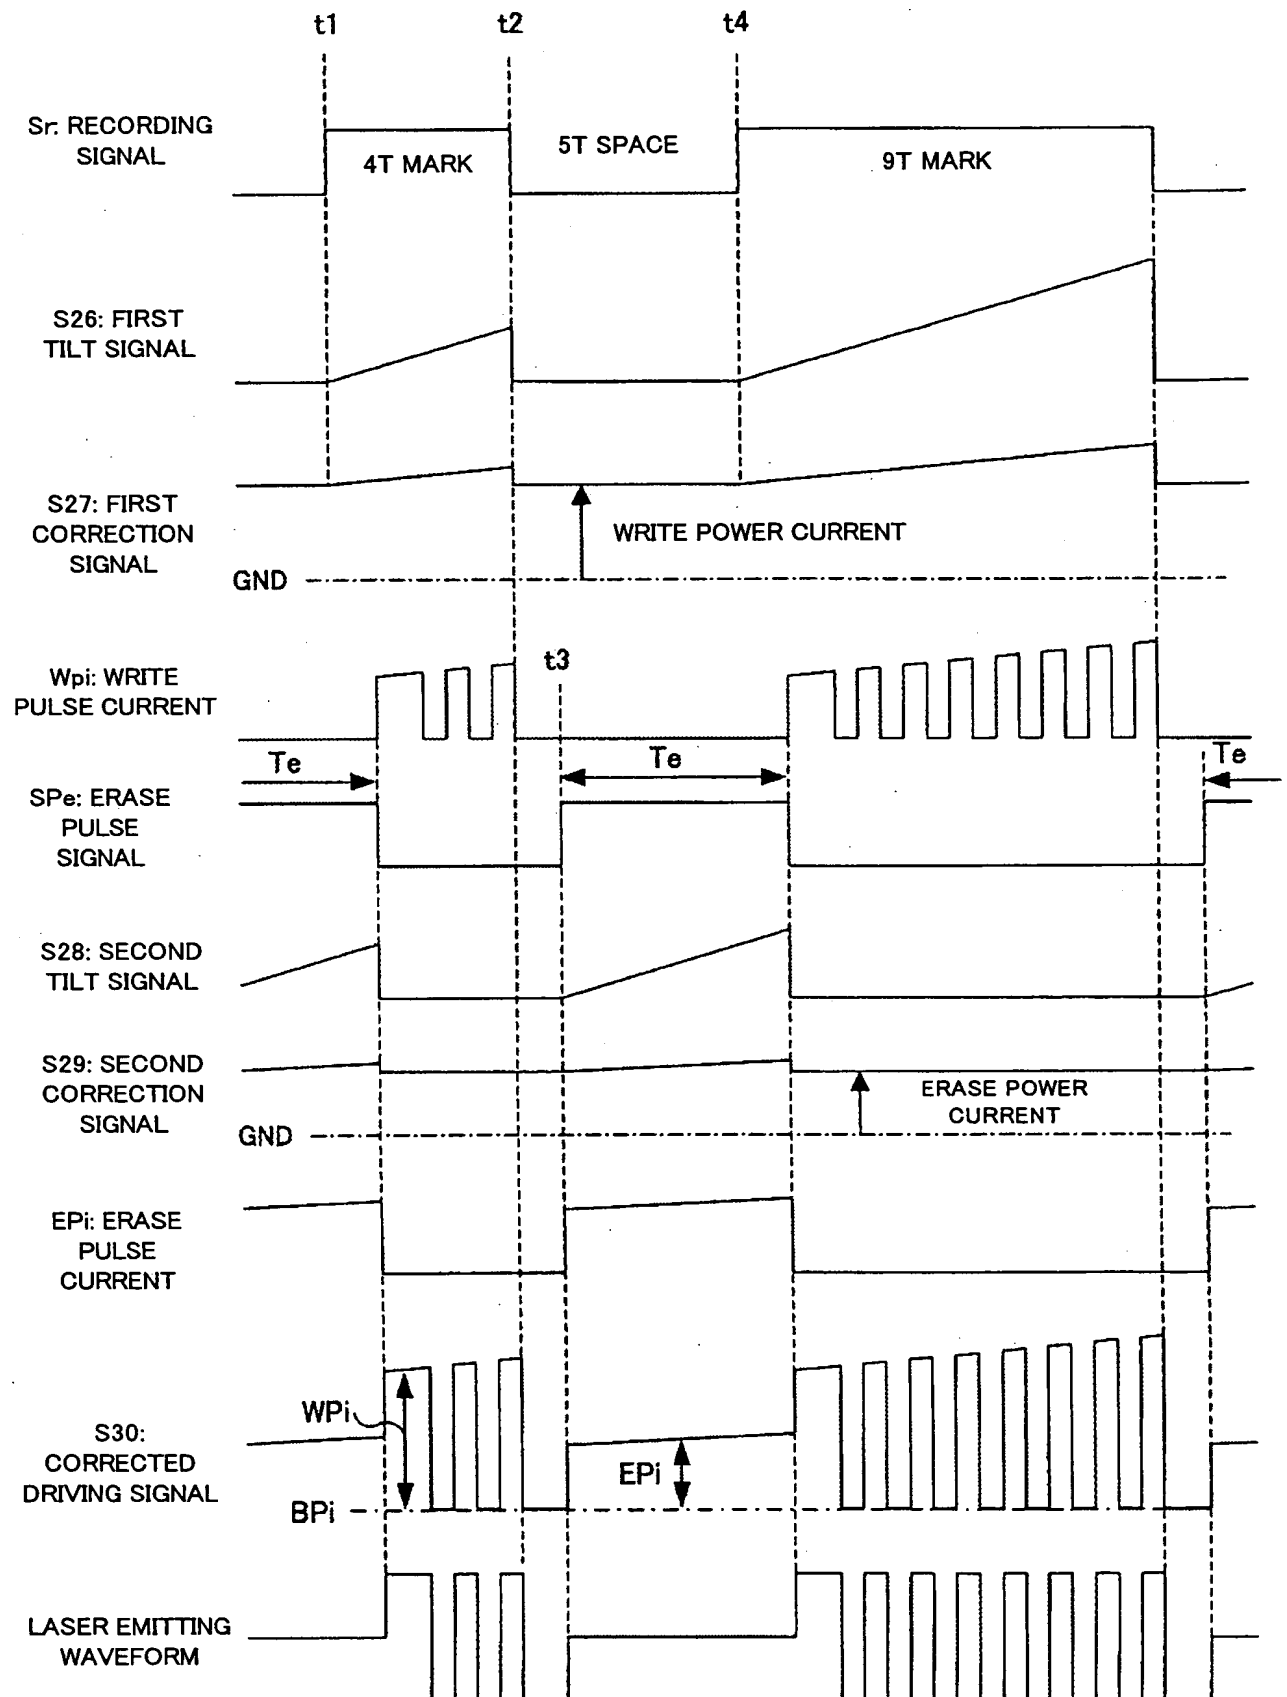 t1 t2 t4
Sr: RECORDING
SIGNAL
4T MARK
5T SPACE
9T MARK
S26: FIRST
TILT SIGNAL
S27: FIRST
CORRECTION
SIGNAL
WRITE POWER CURRENT
GND
Wpi: WRITE
PULSE CURRENT
t3
Te Te Te
SPe: ERASE
PULSE
SIGNAL
S28: SECOND
TILT SIGNAL
S29: SECOND
CORRECTION
SIGNAL
ERASE POWER
CURRENT
GND
EPi: ERASE
PULSE
CURRENT
WPi
S30:
CORRECTED
DRIVING SIGNAL
EPi
BPi
LASER EMITTING
WAVEFORM